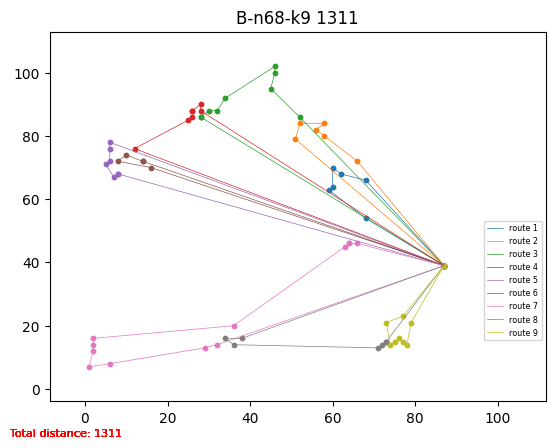 B-n68-k9 1311
100
80
60
40
20
0
0 20 40 60 80 100
route 1
route 2
route 3
route 4
route 5
route 6
route 7
route 8
route 9
Total distance: 1311